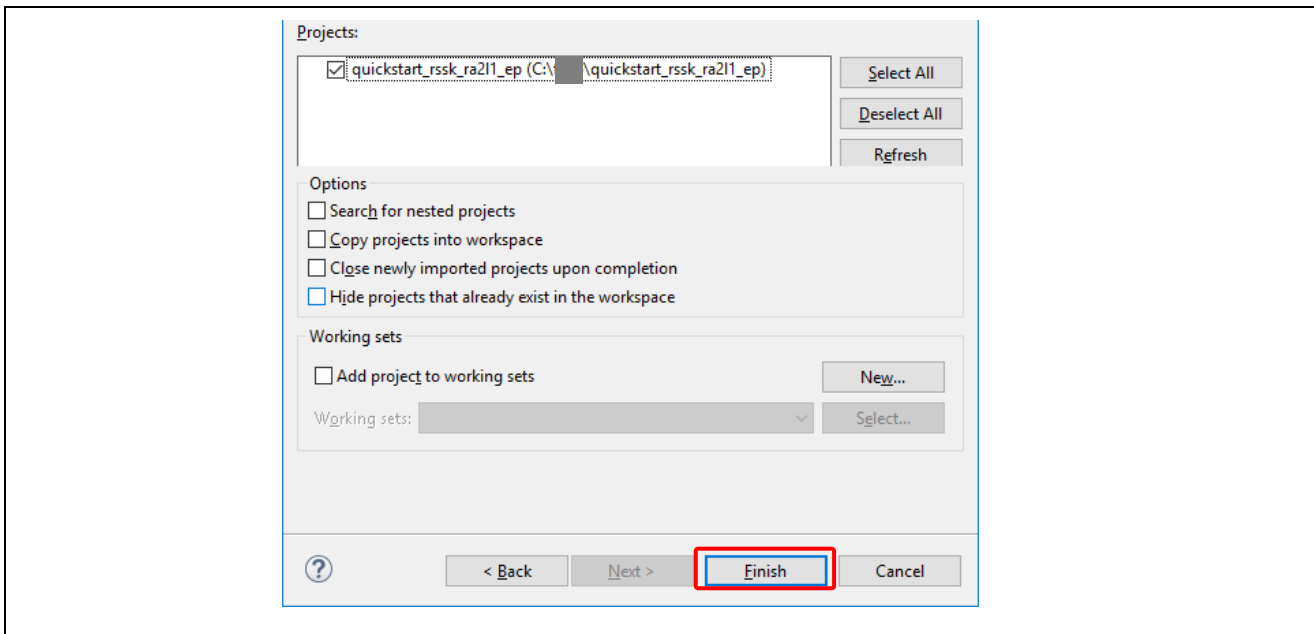 Projects:
quickstart_rssk_ra2l1_ep (C:\ \quickstart_rssk_ra2l1_ep)
Select All
Deselect All
Refresh
Options
Search for nested projects
Copy projects into workspace
Close newly imported projects upon completion
Hide projects that already exist in the workspace
Working sets
Add project to working sets
New...
Working sets:
Select...
?
< Back
Next >
Finish
Cancel